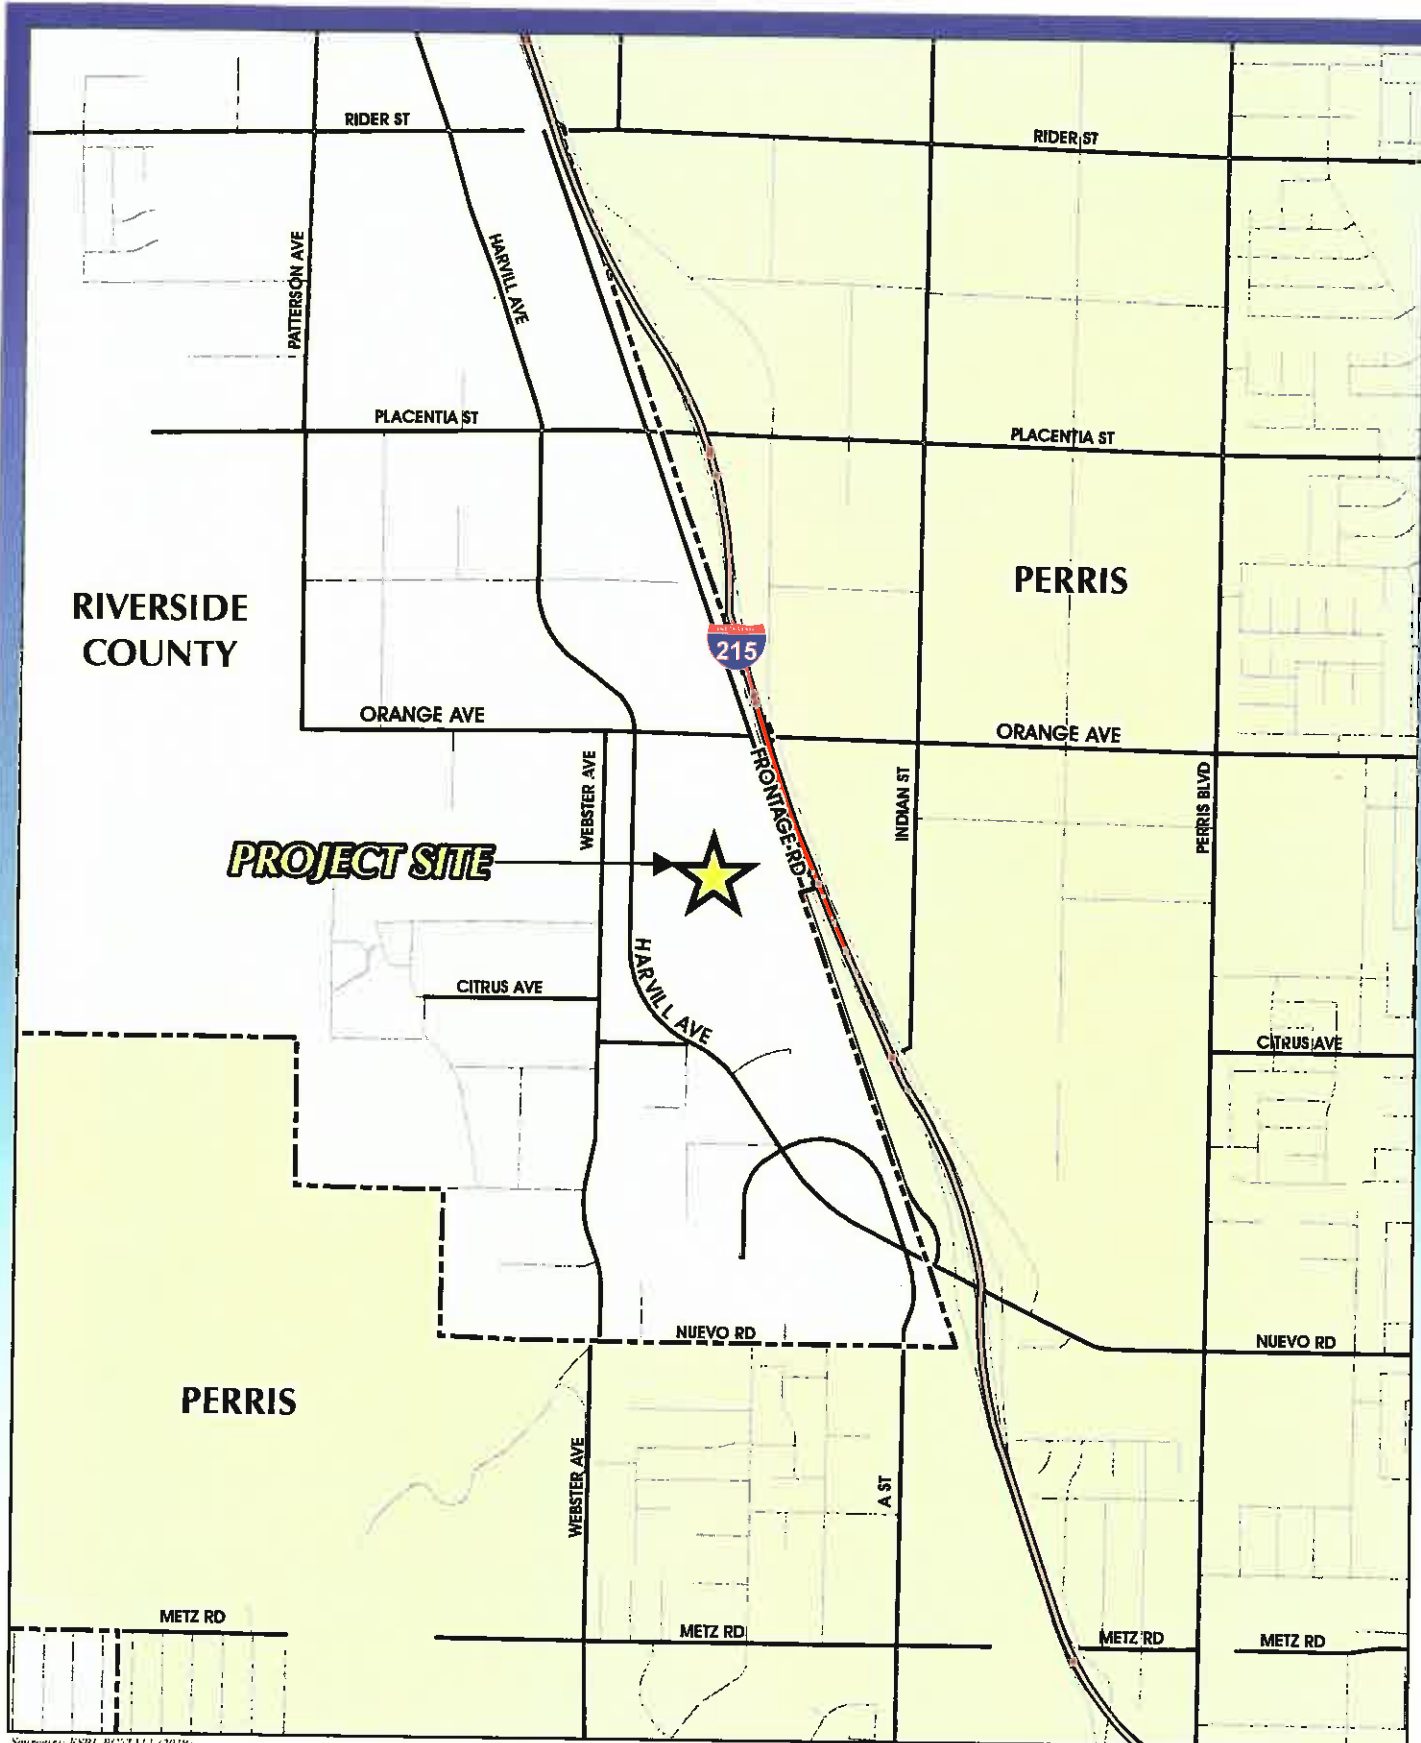 RIDER ST
RIDER ST
PATTERSON AVE
HARVILL AVE
PLACENTIA ST
PLACENTIA ST
RIVERSIDE
COUNTY
PERRIS
215
ORANGE AVE
ORANGE AVE
WEBSTER AVE
FRONTAGE RD
INDIAN ST
PERRIS BLVD
PROJECT SITE
HARVILL AVE
CITRUS AVE
CITRUS AVE
NUEVO RD
NUEVO RD
PERRIS
WEBSTER AVE
A ST
METZ RD
METZ RD
METZ RD
METZ RD